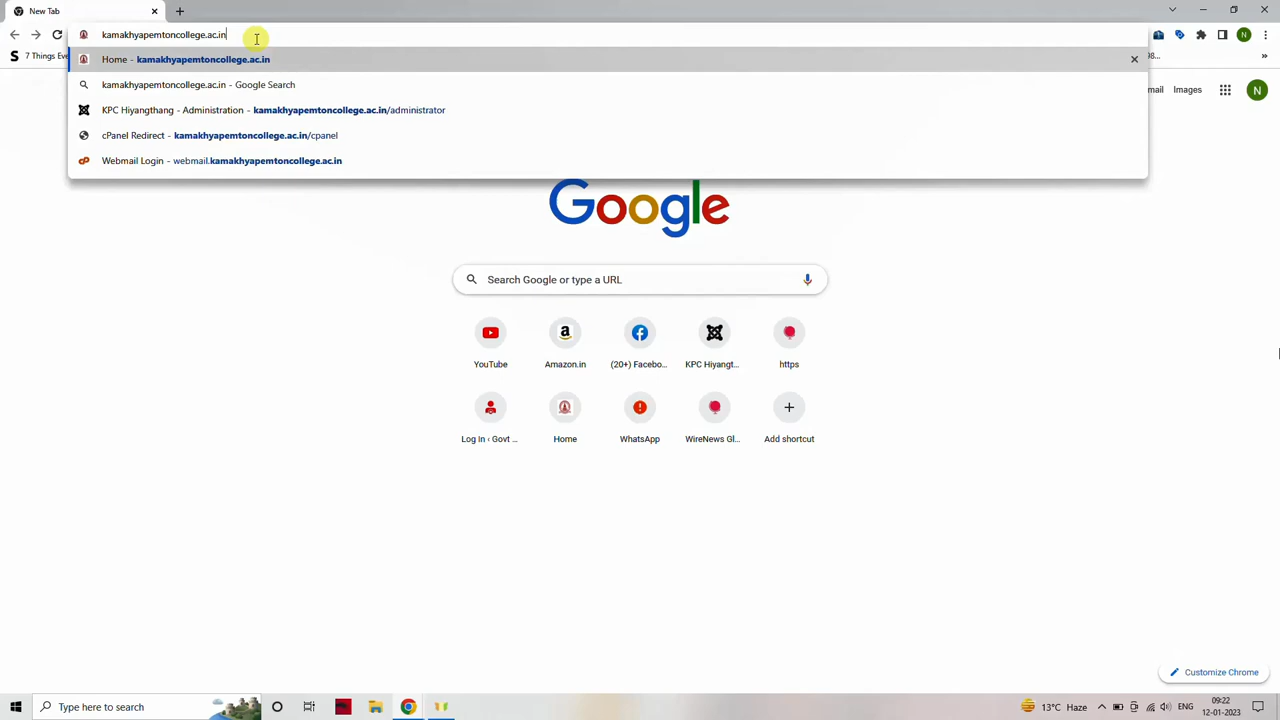 New Tab
kamakhyapemtoncollege.ac.in
7 Things Eve
98...
Home - kamakhyapemtoncollege.ac.in
kamakhyapemtoncollege.ac.in - Google Search
KPC Hiyangthang - Administration - kamakhyapemtoncollege.ac.in/administrator
mail Images
N
cPanel Redirect - kamakhyapemtoncollege.ac.in/cpanel
Webmail Login - webmail.kamakhyapemtoncollege.ac.in
Google
Search Google or type a URL
YouTube Amazon.in (20+) Facebo... KPC Hiyangt... https
Log In ‹ Govt ... Home WhatsApp WireNews Gl... Add shortcut
Customize Chrome
Type here to search
13°C Haze
ENG
09:22
12-01-2023